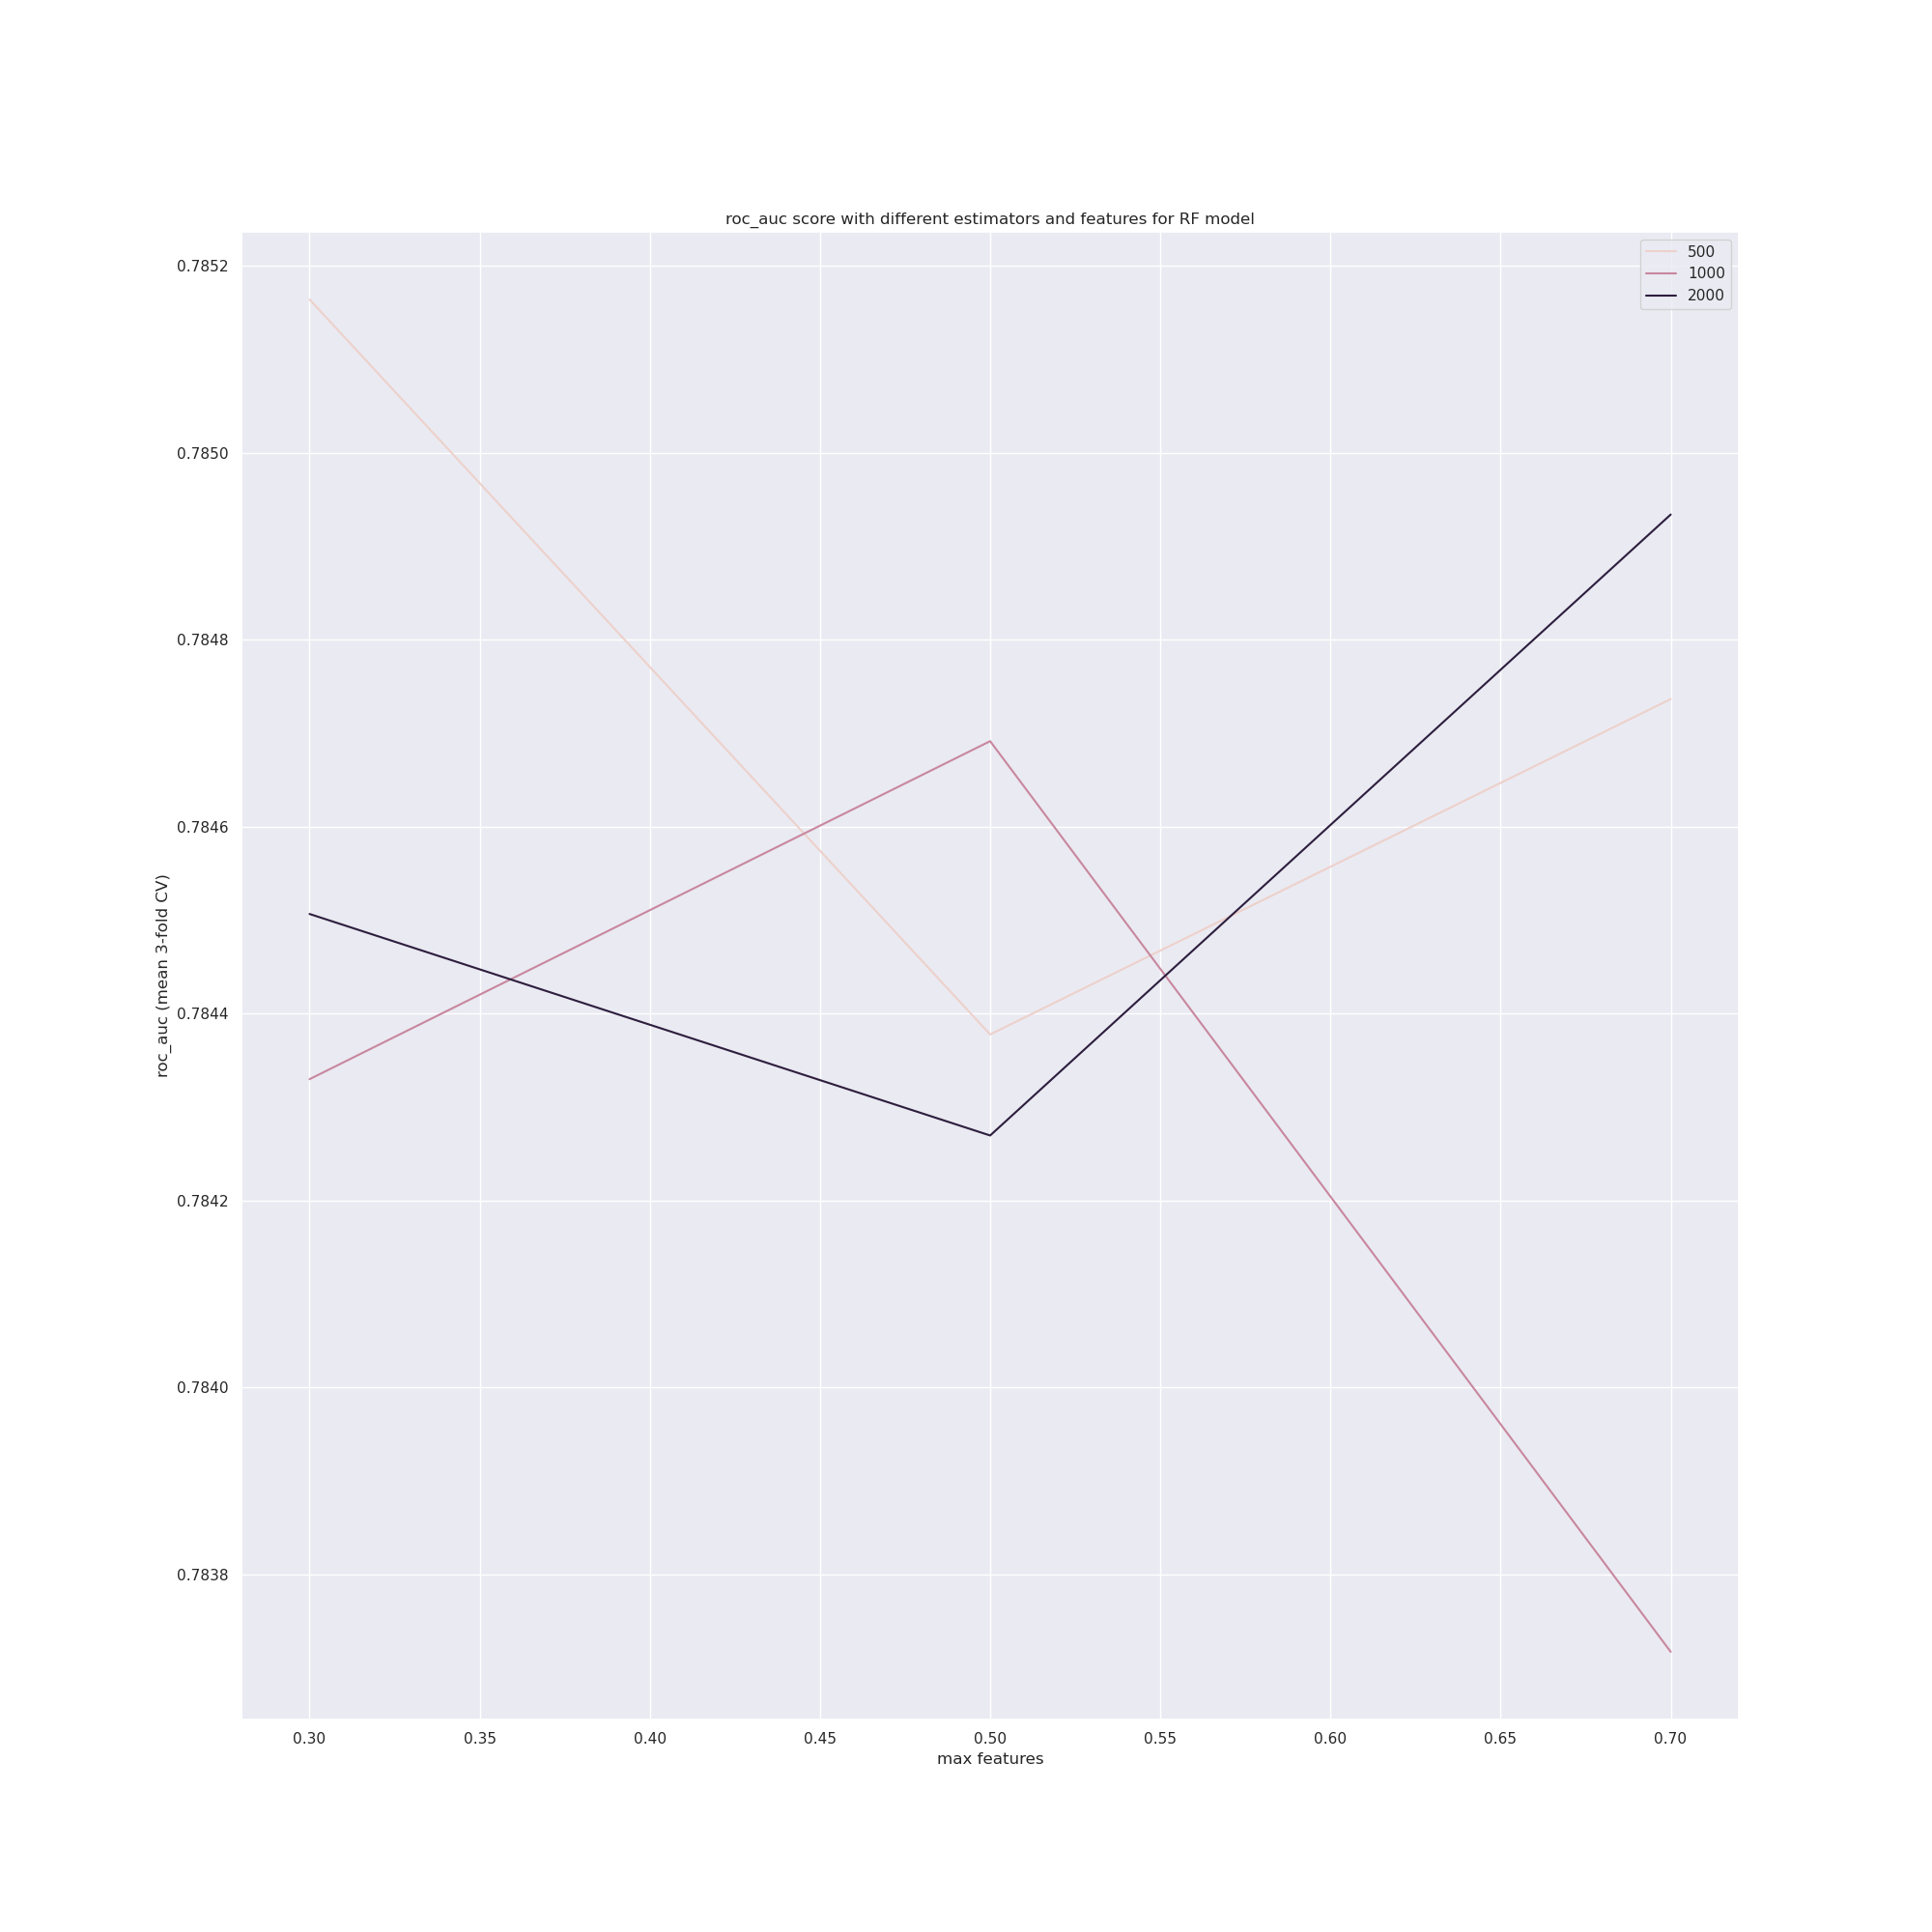 roc_auc score with different estimators and features for RF model
500
1000
2000
0.7852
0.7850
0.7848
0.7846
0.7844
0.7842
0.7840
0.7838
roc_auc (mean 3-fold CV)
0.30 0.35 0.40 0.45 0.50 0.55 0.60 0.65 0.70
max features